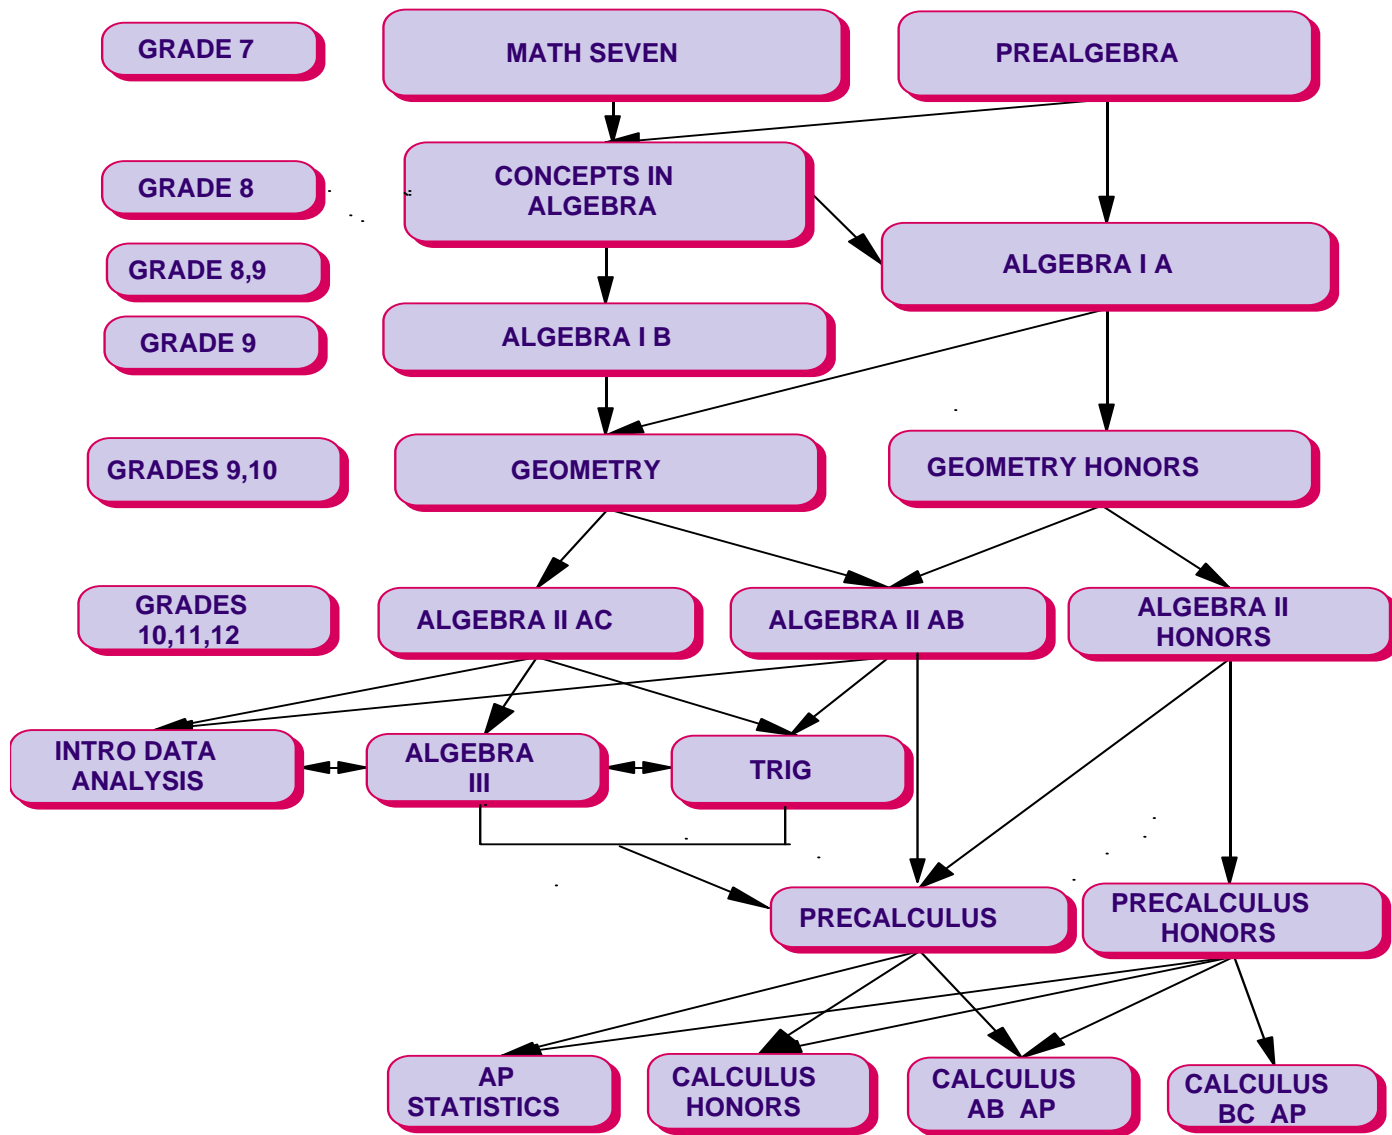 GRADE 7
MATH SEVEN
PREALGEBRA
GRADE 8
CONCEPTS IN
ALGEBRA
GRADE 8,9
ALGEBRA I A
GRADE 9
ALGEBRA I B
GRADES 9,10
GEOMETRY
GEOMETRY HONORS
GRADES
10,11,12
ALGEBRA II AC
ALGEBRA II AB
ALGEBRA II
HONORS
INTRO DATA
ANALYSIS
ALGEBRA
III
TRIG
PRECALCULUS
PRECALCULUS
HONORS
AP
STATISTICS
CALCULUS
HONORS
CALCULUS
AB AP
CALCULUS
BC AP